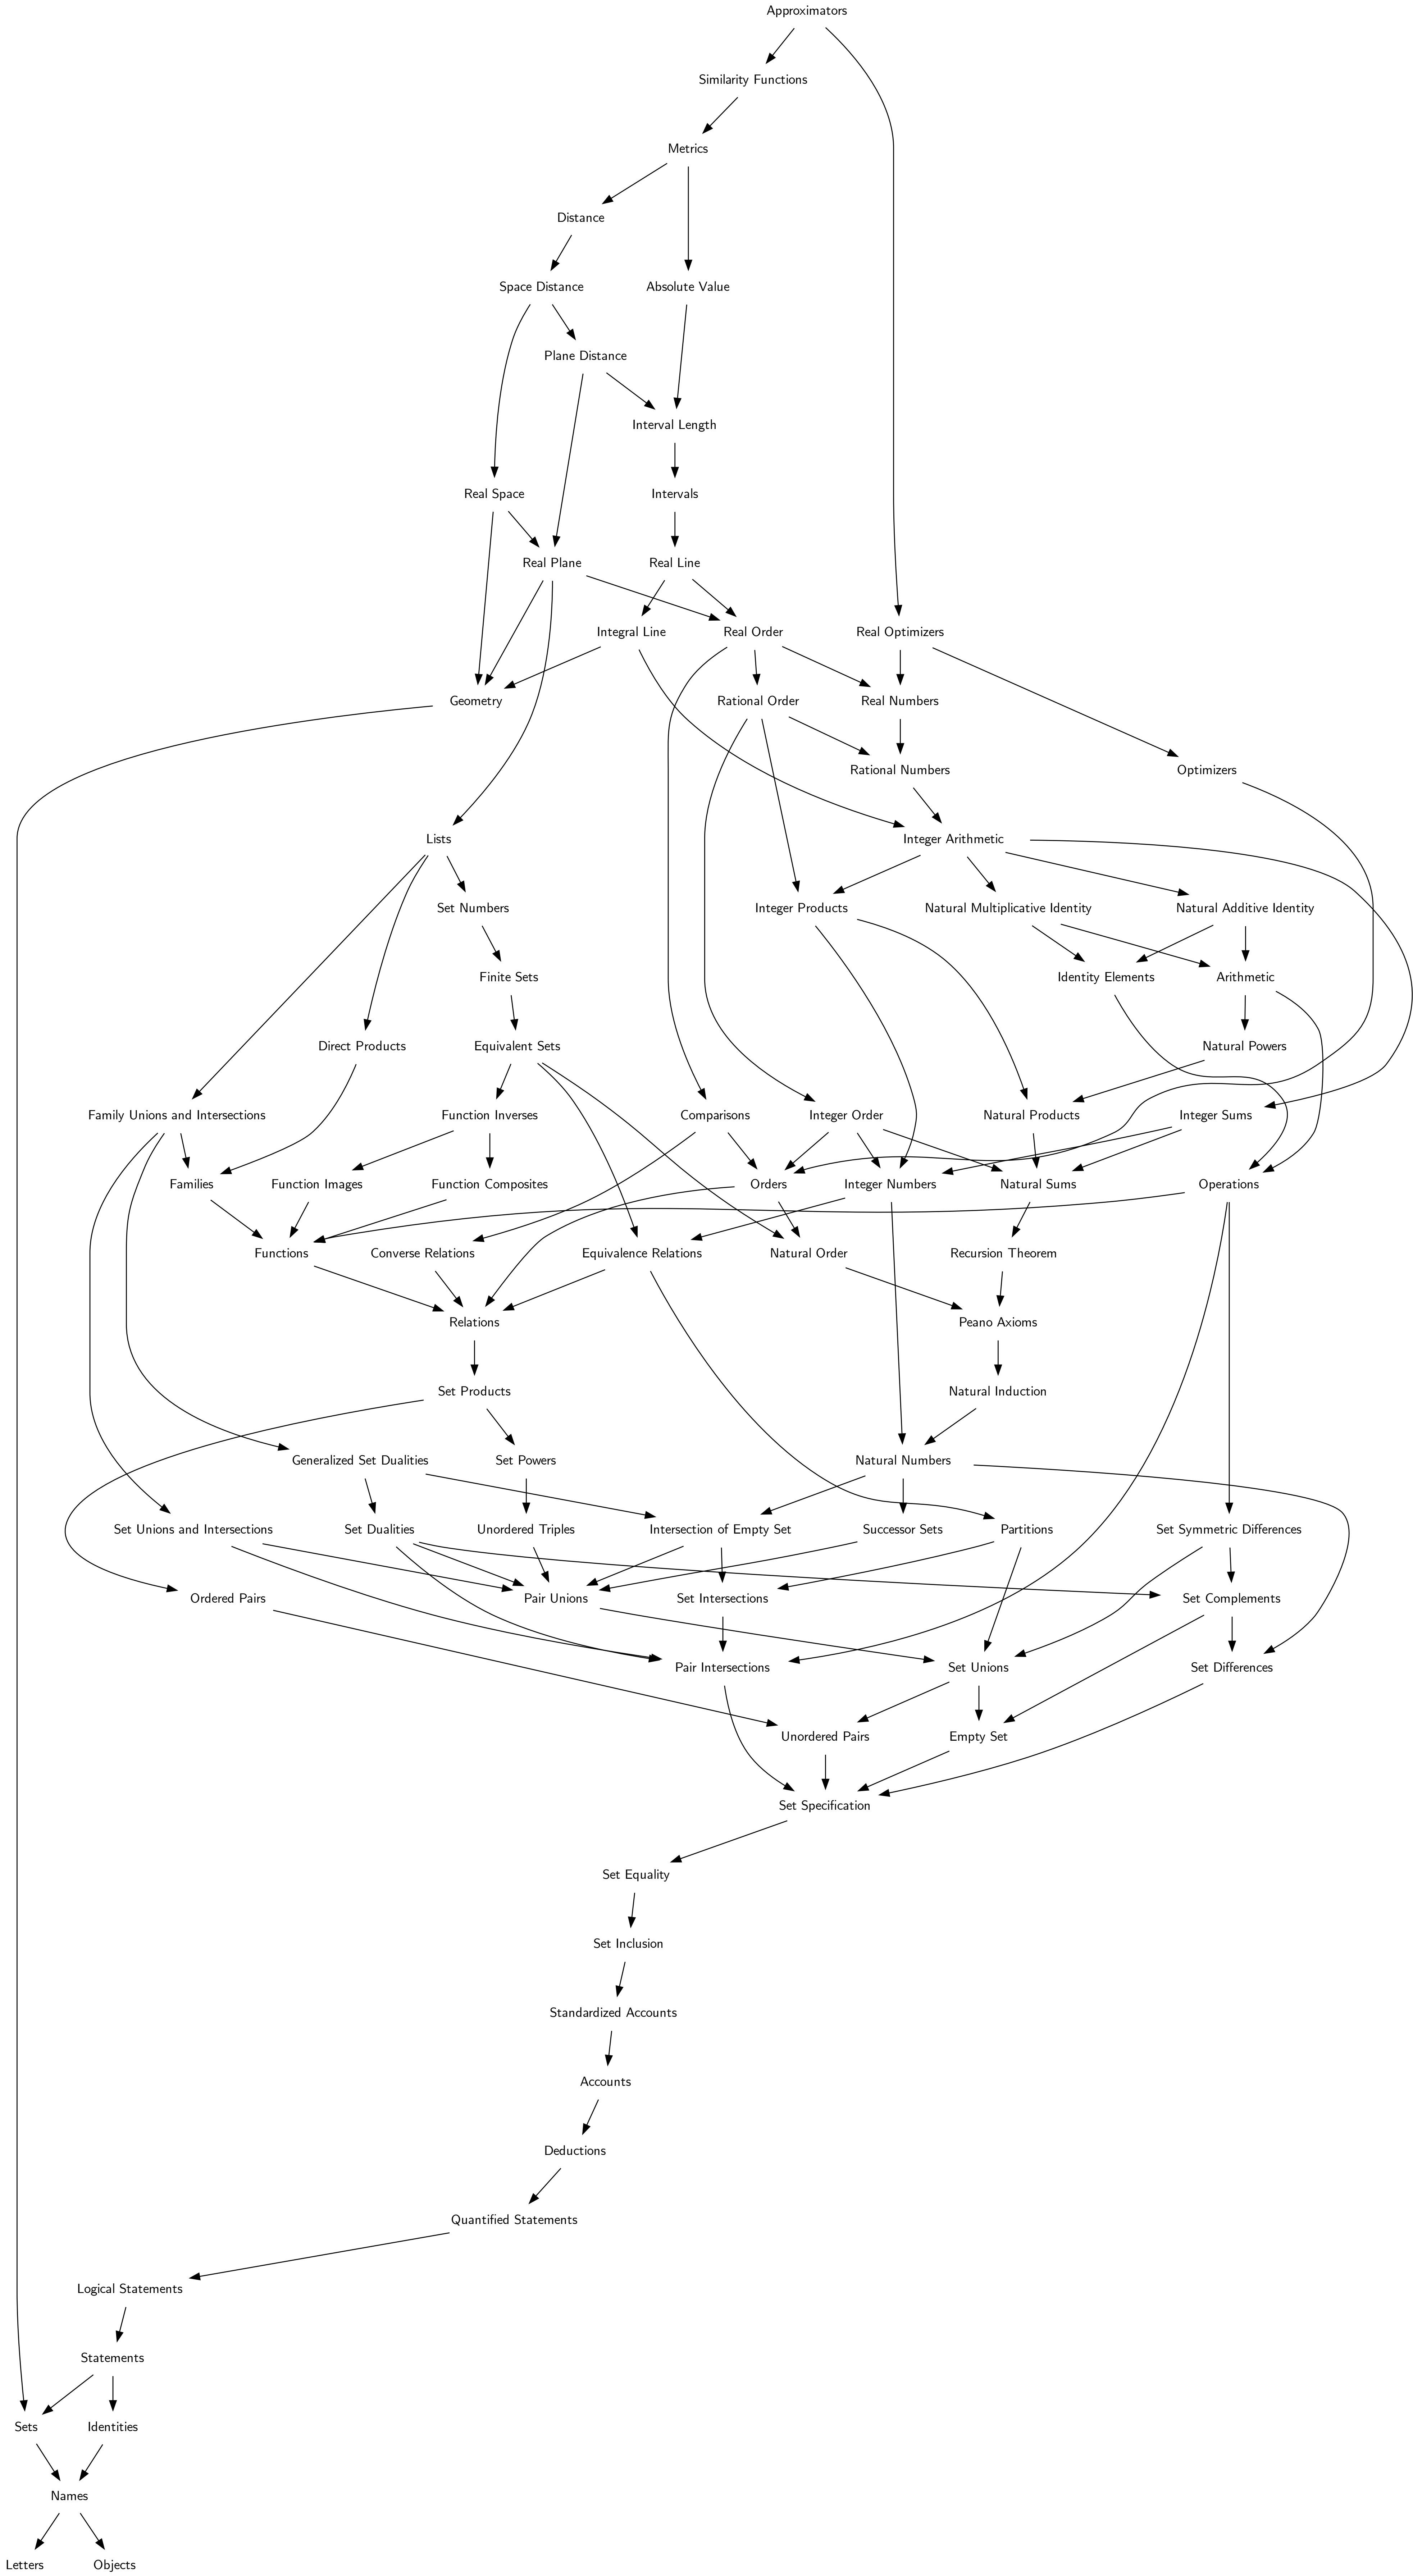 Approximators
Similarity Functions
Metrics
Distance
Space Distance
Absolute Value
Plane Distance
Interval Length
Real Space
Intervals
Real Plane
Real Line
Integral Line
Real Order
Real Optimizers
Geometry
Rational Order
Real Numbers
Rational Numbers
Optimizers
Lists
Integer Arithmetic
Set Numbers
Integer Products
Natural Multiplicative Identity
Natural Additive Identity
Finite Sets
Identity Elements
Arithmetic
Direct Products
Equivalent Sets
Natural Powers
Family Unions and Intersections
Function Inverses
Comparisons
Integer Order
Natural Products
Integer Sums
Families
Function Images
Function Composites
Orders
Integer Numbers
Natural Sums
Operations
Functions
Converse Relations
Equivalence Relations
Natural Order
Recursion Theorem
Relations
Peano Axioms
Set Products
Natural Induction
Generalized Set Dualities
Set Powers
Natural Numbers
Set Unions and Intersections
Set Dualities
Unordered Triples
Intersection of Empty Set
Successor Sets
Partitions
Set Symmetric Differences
Ordered Pairs
Pair Unions
Set Intersections
Set Complements
Pair Intersections
Set Unions
Set Differences
Unordered Pairs
Empty Set
Set Specification
Set Equality
Set Inclusion
Standardized Accounts
Accounts
Deductions
Quantified Statements
Logical Statements
Statements
Sets
Identities
Names
Letters
Objects